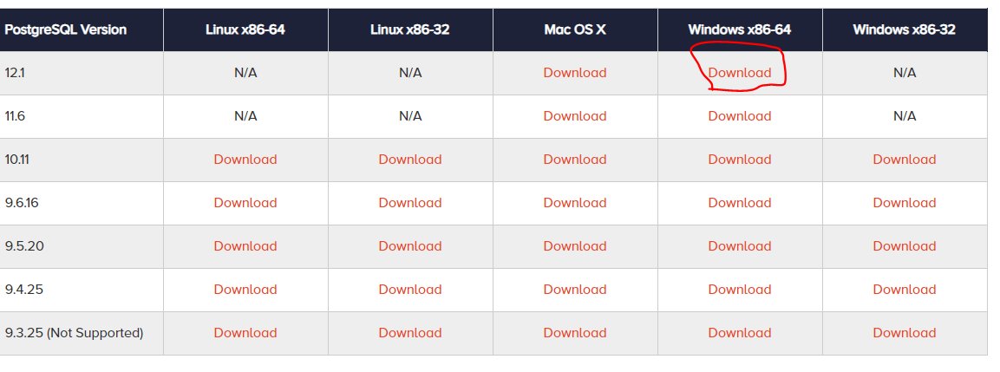 PostgreSQL Version Linux x86-64 Linux x86-32 Mac OS X Windows x86-64 Windows x86-32
12.1 N/A N/A Download Download N/A
11.6 N/A N/A Download Download N/A
10.11 Download Download Download Download Download
9.6.16 Download Download Download Download Download
9.5.20 Download Download Download Download Download
9.4.25 Download Download Download Download Download
9.3.25 (Not Supported) Download Download Download Download Download